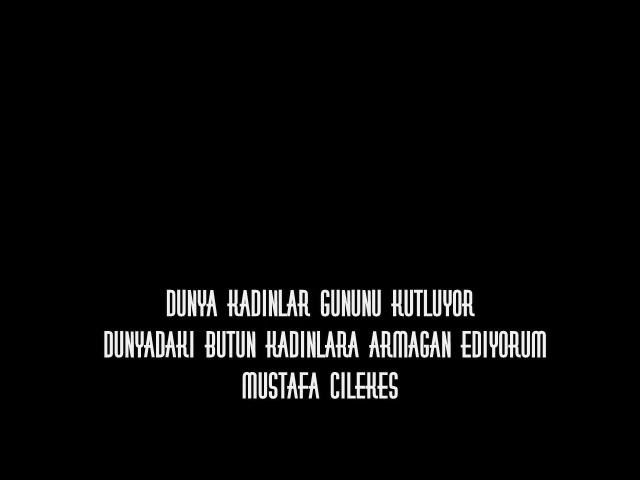 DUNYA KADINLAR GUNUNU KUTLUYOR
DUNYADAKI BUTUN KADINLARA ARMAGAN EDIYORUM
MUSTAFA CILEKES